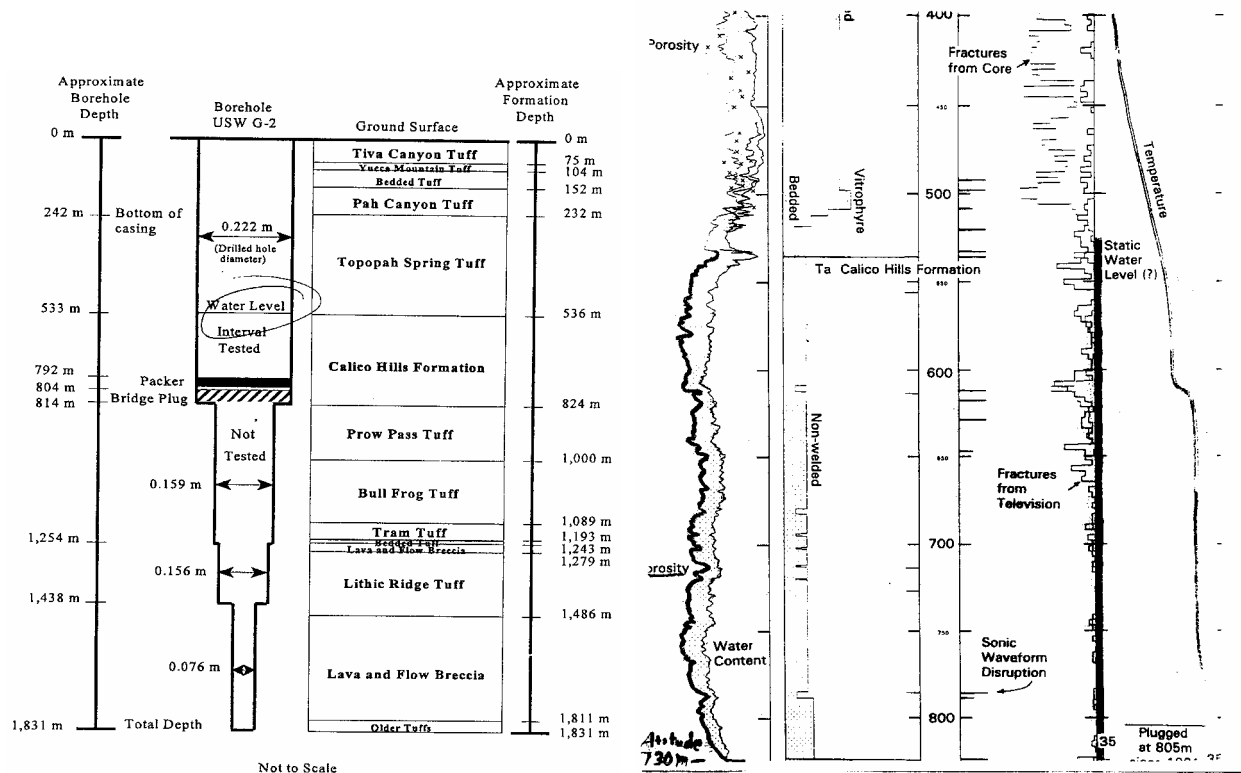 Approximate
Borehole
Depth
0 m
242 m
533 m
792 m
804 m
814 m
1,254 m
1,438 m
1,831 m
Borehole
USW G-2
Bottom of
casing
0.222 m
(Drilled hole
diameter)
Water Level
Interval
Tested
Packer
Bridge Plug
Not
Tested
0.159 m
0.156 m
0.076 m
Total Depth
Ground Surface
Tiva Canyon Tuff
Yucca Mountain Tuff
Bedded Tuff
Pah Canyon Tuff
Topopah Spring Tuff
Calico Hills Formation
Prow Pass Tuff
Bull Frog Tuff
Tram Tuff
Bedded Tuff
Lava and Flow Breccia
Lithic Ridge Tuff
Lava and Flow Breccia
Older Tuffs
Approximate
Formation
Depth
0 m
75 m
104 m
152 m
232 m
536 m
824 m
1,000 m
1,089 m
1,193 m
1,243 m
1,279 m
1,486 m
1,811 m
1,831 m
Not to Scale
Porosity
Water
Content
Altitude
730 m
Bedded
Vitrophyre
Ta Calico Hills Formation
Non-welded
400
450
500
550
600
650
700
750
800
Fractures
from Core
Temperature
Static
Water
Level (?)
Fractures
from
Television
Sonic
Waveform
Disruption
35
Plugged
at 805m